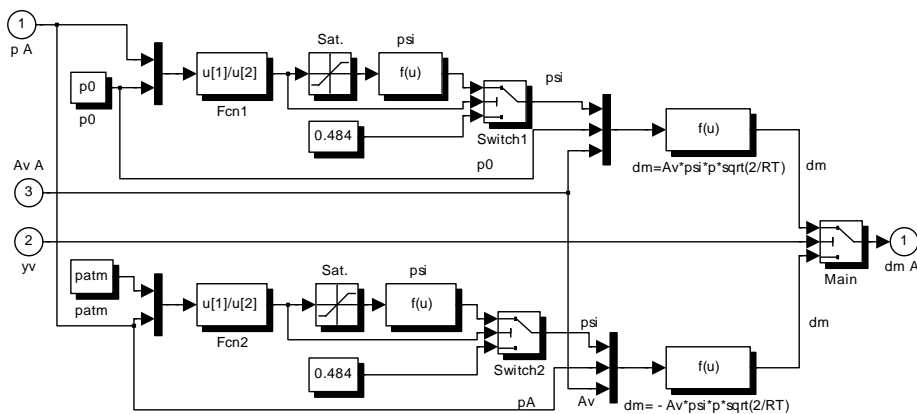 1
p A
p0
p0
u[1]/u[2]
Fcn1
Sat.
psi
f(u)
0.484
Switch1
psi
p0
f(u)
dm=Av*psi*p*sqrt(2/RT)
dm
Av A
3
2
yv
Main
1
dm A
patm
patm
u[1]/u[2]
Fcn2
Sat.
psi
f(u)
0.484
Switch2
psi
pA
Av
f(u)
dm= - Av*psi*p*sqrt(2/RT)
dm